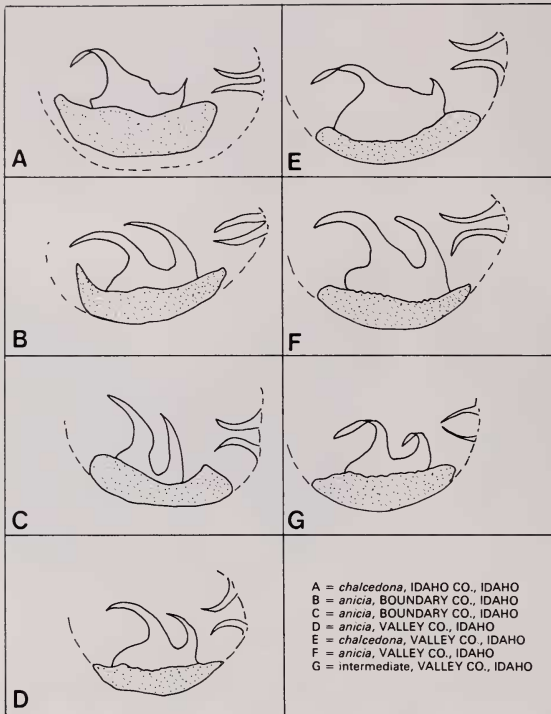 A
E
B
F
C
G
D
A = chalcedona, IDAHO CO., IDAHO
B = anicia, BOUNDARY CO., IDAHO
C = anicia, BOUNDARY CO., IDAHO
D = anicia, VALLEY CO., IDAHO
E = chalcedona, VALLEY CO., IDAHO
F = anicia, VALLEY CO., IDAHO
G = intermediate, VALLEY CO., IDAHO